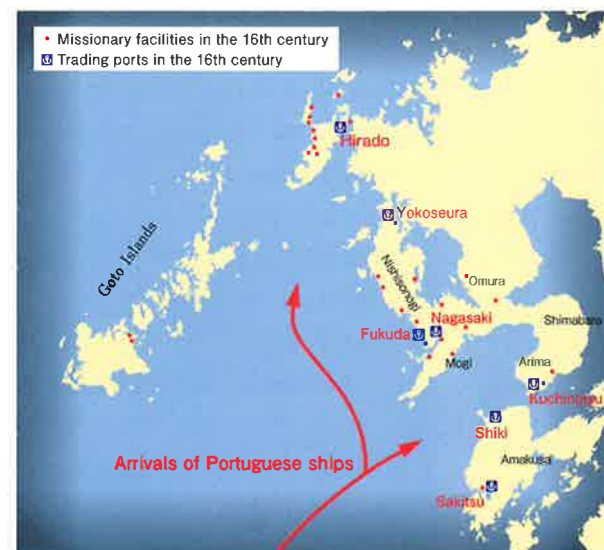 Missionary facilities in the 16th century
Trading ports in the 16th century
Hirado
Yokoseura
Goto Islands
Nishisonogi
Omura
Nagasaki
Fukuda
Shimabara
Mogi
Arima
Kuchinotsu
Shiki
Arrivals of Portuguese ships
Amakusa
Sakitsu